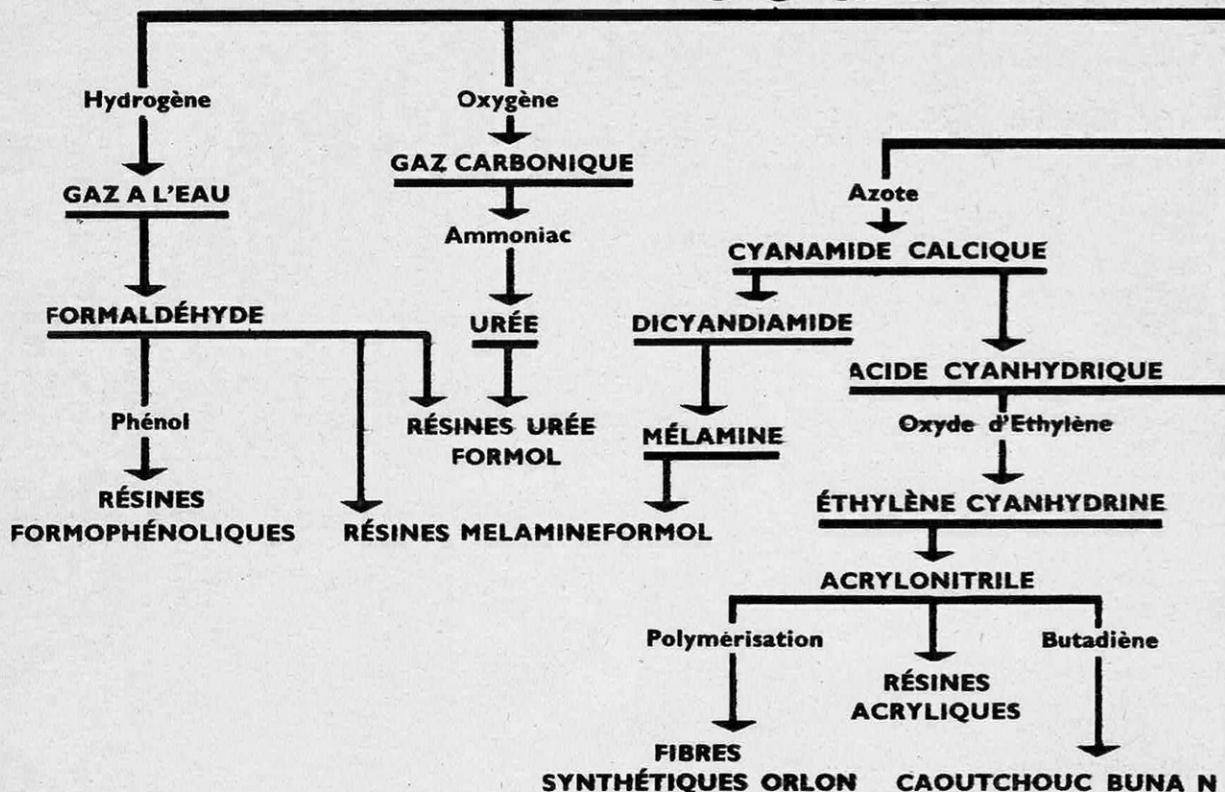 Hydrogène
Oxygène
GAZ A L'EAU
GAZ CARBONIQUE
Azote
Ammoniac
CYANAMIDE CALCIQUE
FORMALDÉHYDE
URÉE
DICYANDIAMIDE
ACIDE CYANHYDRIQUE
Phénol
RÉSINES URÉE
FORMOL
MÉLAMINE
Oxyde d'Ethylène
RÉSINES
FORMOPHÉNOLIQUES
RÉSINES MELAMINEFORMOL
ÉTHYLÈNE CYANHYDRINE
ACRYLONITRILE
Polymérisation
Butadiène
RÉSINES
ACRYLIQUES
FIBRES
SYNTHÉTIQUES ORLON
CAOUTCHOUC BUNA N